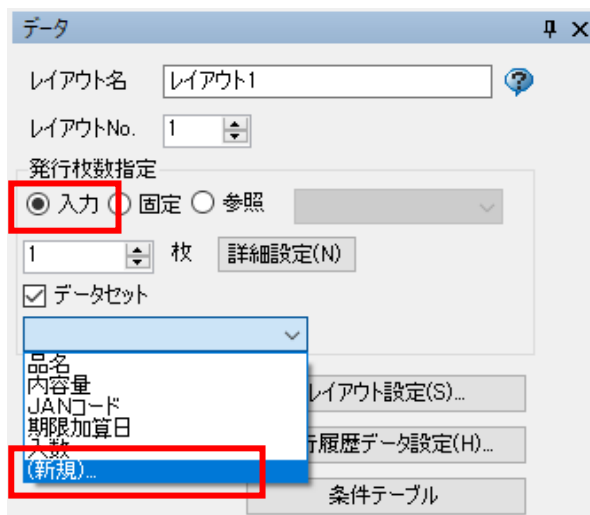 データ
レイアウト名 レイアウト1
レイアウトNo. 1
発行枚数指定
入力 固定 参照
1 枚 詳細設定(N)
データセット
品名
内容量
JANコード
レイアウト設定(S)...
期限加算日
入数
行履歴データ設定(H)...
(新規)...
条件テーブル